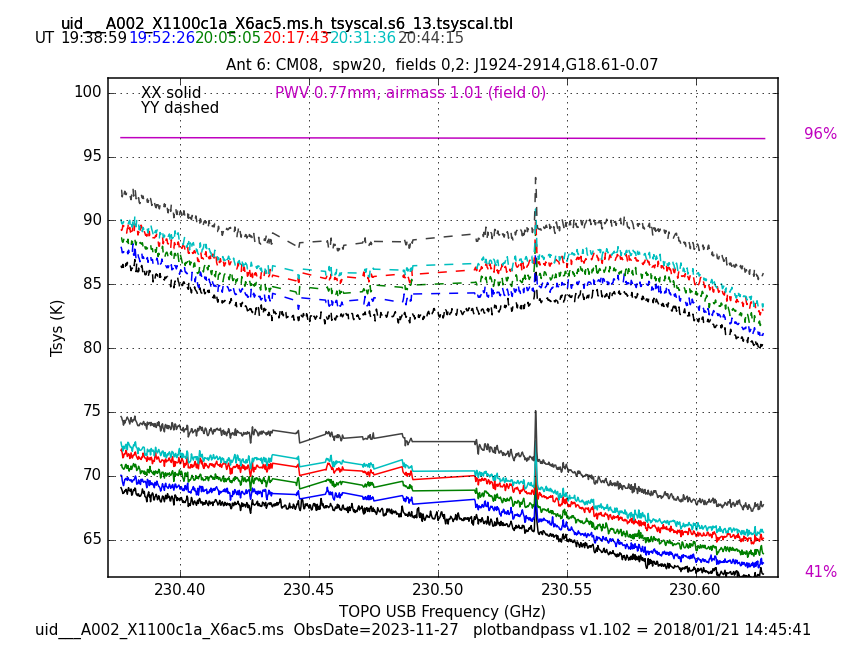 uid___A002_X1100c1a_X6ac5.ms.h_tsyscal.s6_13.tsyscal.tbl
UT 19:38:59 19:52:26 20:05:05 20:17:43 20:31:36 20:44:15
Ant 6: CM08, spw20, fields 0,2: J1924-2914,G18.61-0.07
XX solid
YY dashed
PWV 0.77mm, airmass 1.01 (field 0)
100
95
90
85
80
75
70
65
96%
41%
Tsys (K)
230.40 230.45 230.50 230.55 230.60
TOPO USB Frequency (GHz)
uid___A002_X1100c1a_X6ac5.ms ObsDate=2023-11-27 plotbandpass v1.102 = 2018/01/21 14:45:41